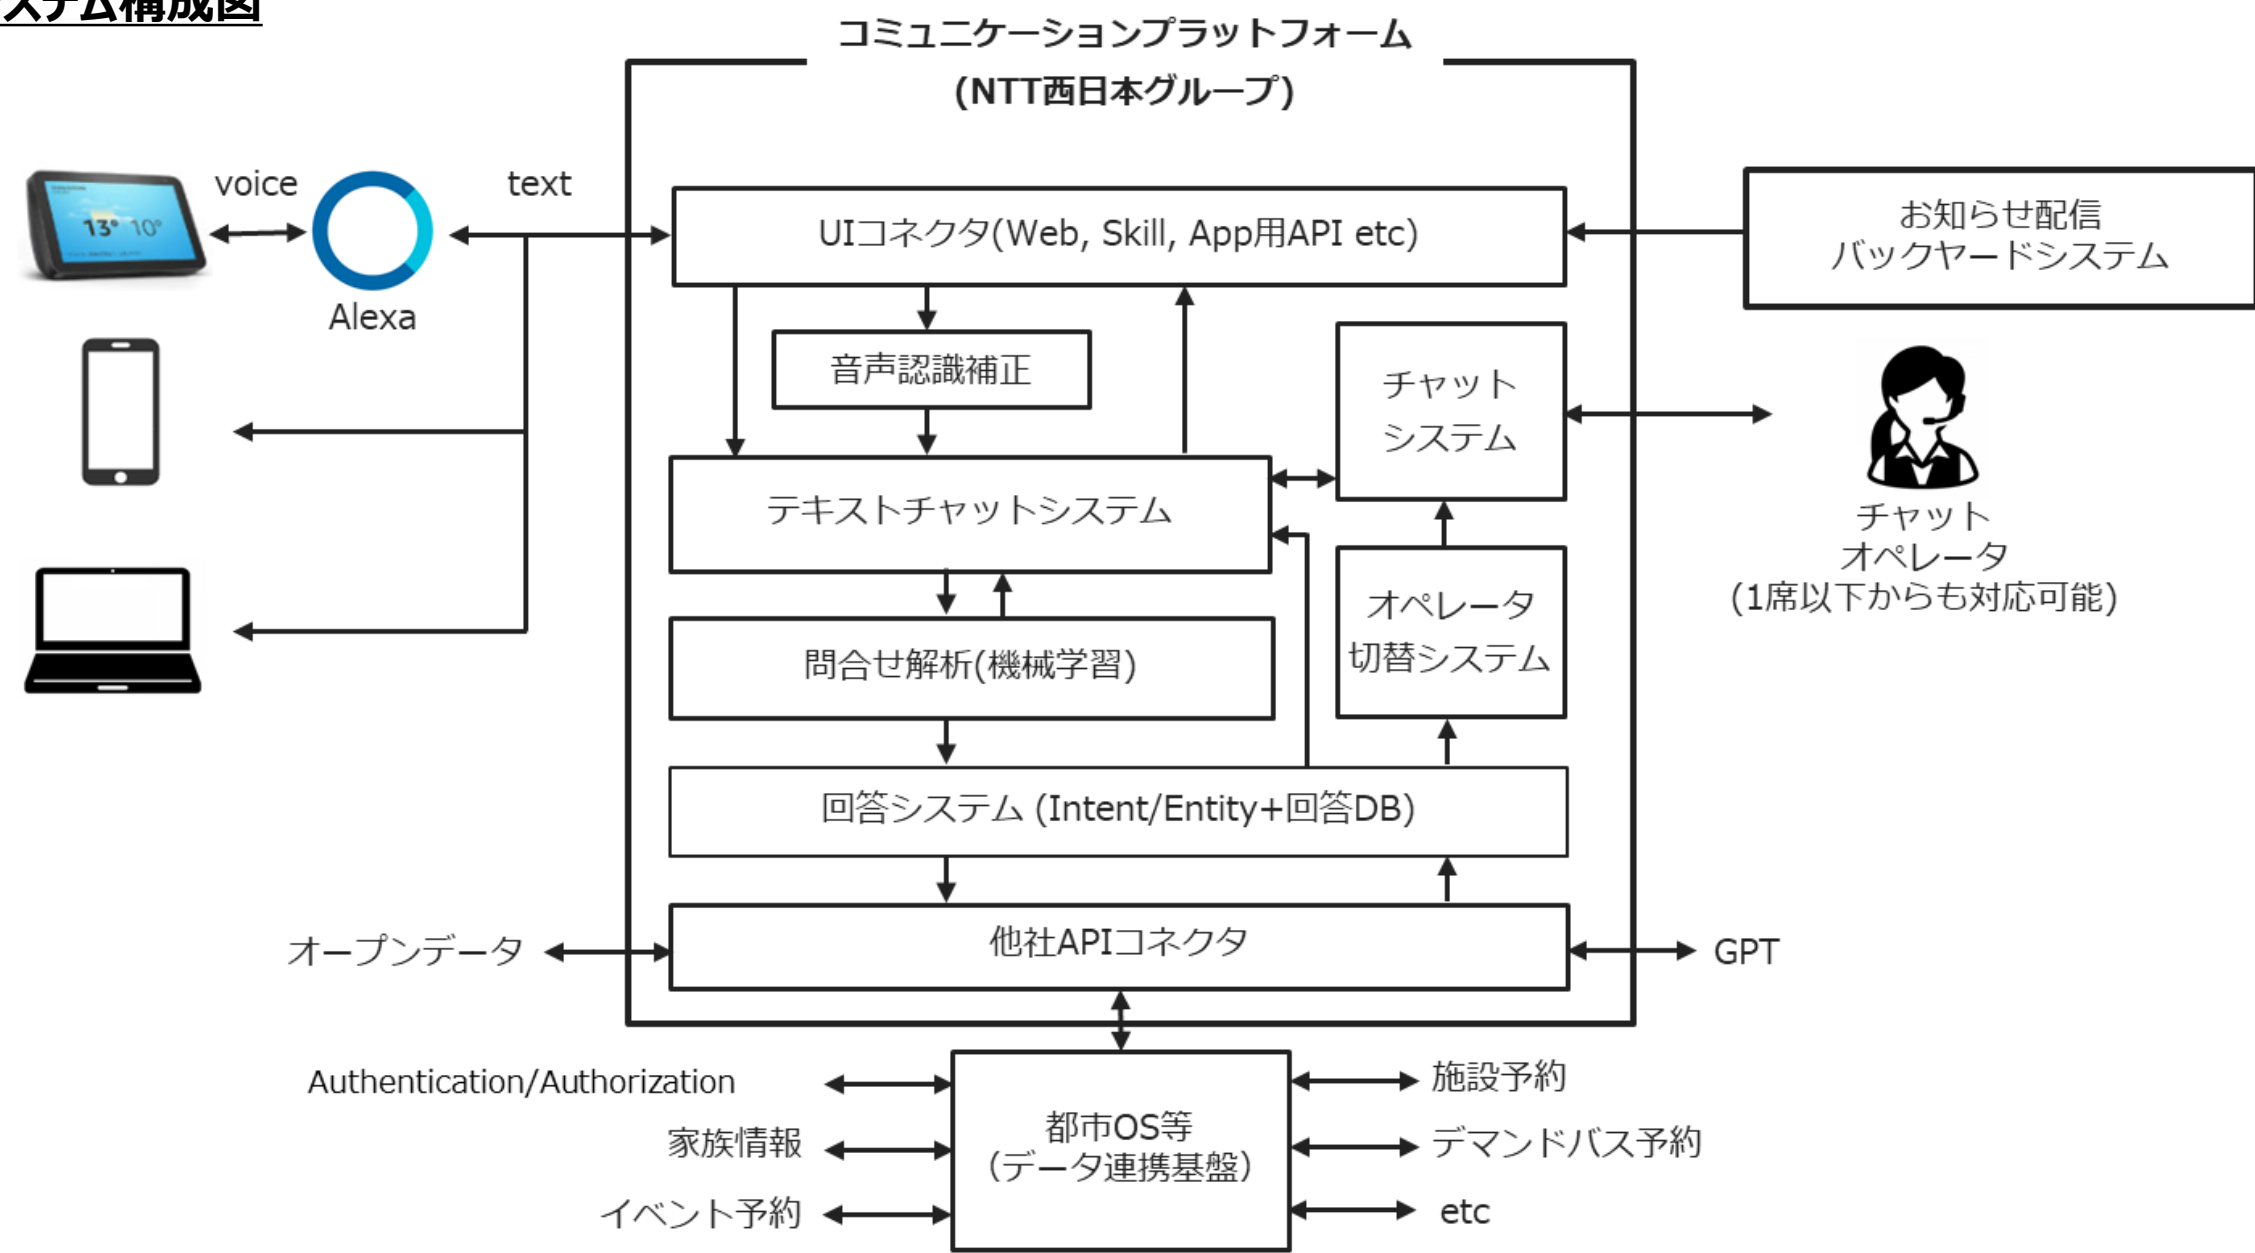 ステム構成図
コミュニケーションプラットフォーム
(NTT西日本グループ)
voice
text
Alexa
13° 10°
UIコネクタ(Web, Skill, App用API etc)
お知らせ配信
バックヤードシステム
音声認識補正
チャット
システム
テキストチャットシステム
チャット
オペレータ
(1席以下からも対応可能)
オペレータ
切替システム
問合せ解析(機械学習)
回答システム (Intent/Entity+回答DB)
他社APIコネクタ
オープンデータ
GPT
都市OS等
(データ連携基盤)
Authentication/Authorization
家族情報
イベント予約
施設予約
デマンドバス予約
etc